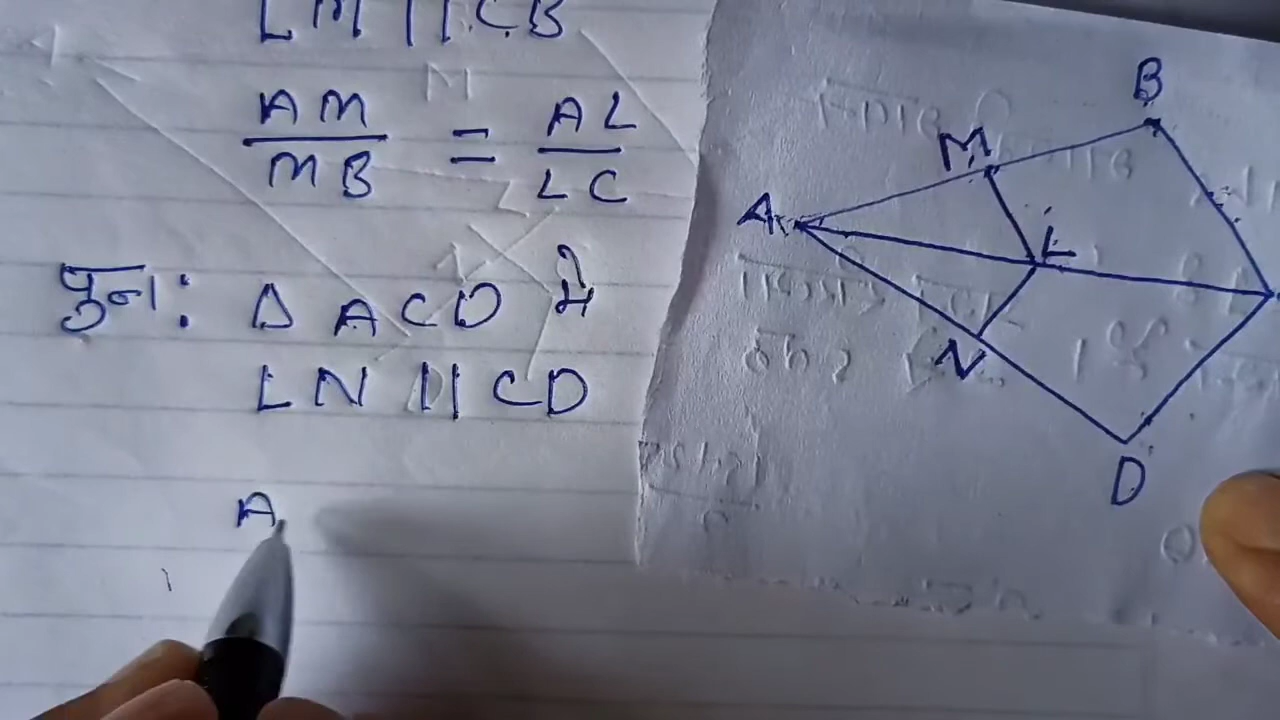 LM || CB
AM / MB = AL / LC
पुनः Δ ACD में
LN || CD
A
B
M
A
L
N
D